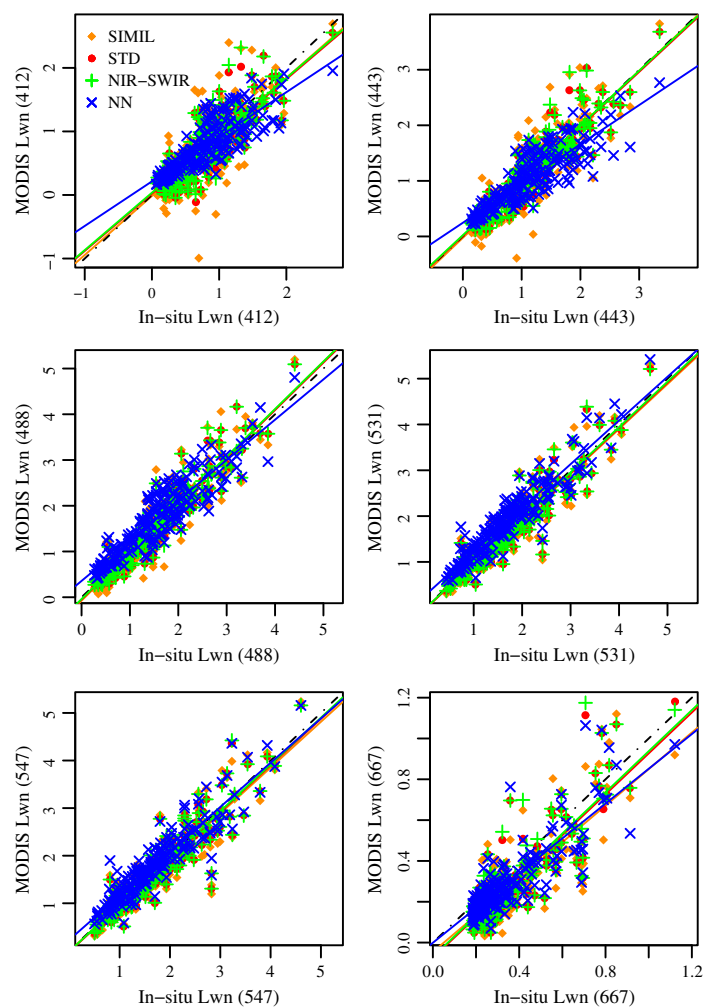 SIMIL
STD
NIR−SWIR
NN
MODIS Lwn (412)
−1 0 1 2
−1 0 1 2
In−situ Lwn (412)
MODIS Lwn (443)
0 1 2 3
0 1 2 3
In−situ Lwn (443)
MODIS Lwn (488)
0 1 2 3 4 5
0 1 2 3 4 5
In−situ Lwn (488)
MODIS Lwn (531)
1 2 3 4 5
1 2 3 4 5
In−situ Lwn (531)
MODIS Lwn (547)
1 2 3 4 5
1 2 3 4 5
In−situ Lwn (547)
MODIS Lwn (667)
0.0 0.4 0.8 1.2
0.0 0.4 0.8 1.2
In−situ Lwn (667)